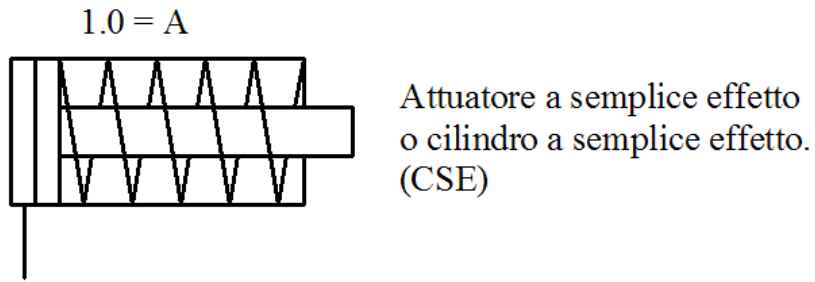 1.0 = A
Attuatore a semplice effetto
o cilindro a semplice effetto.
(CSE)